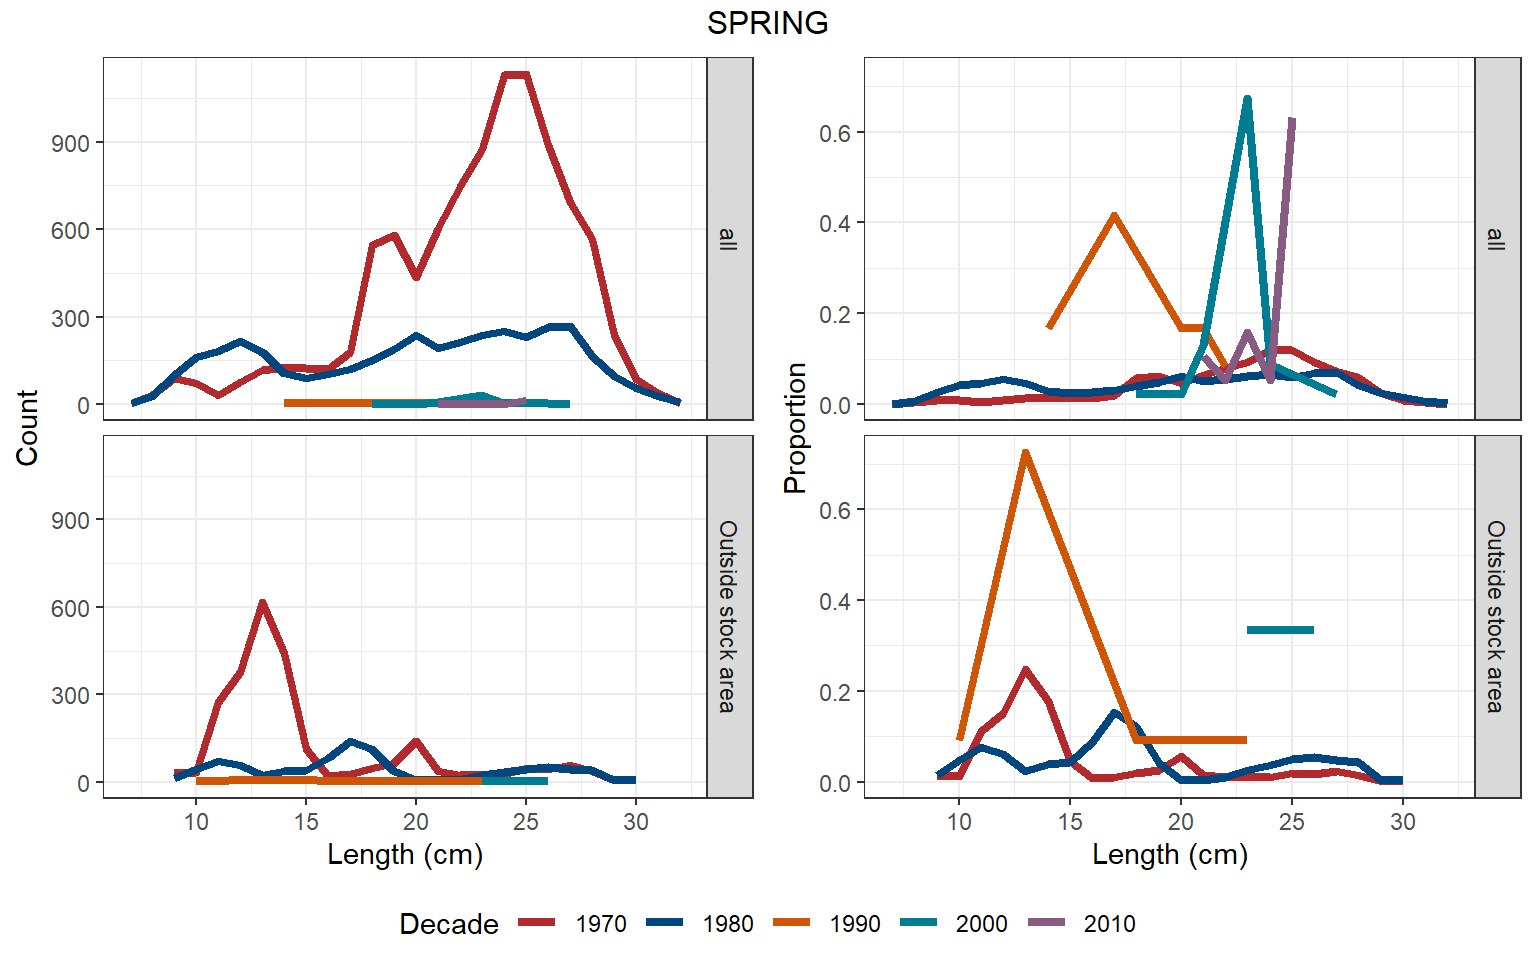 SPRING
Count
900
600
300
0
all
900
600
300
0
Outside stock area
10 15 20 25 30
Length (cm)
Proportion
0.6
0.4
0.2
0.0
all
0.6
0.4
0.2
0.0
Outside stock area
10 15 20 25 30
Length (cm)
Decade 1970 1980 1990 2000 2010